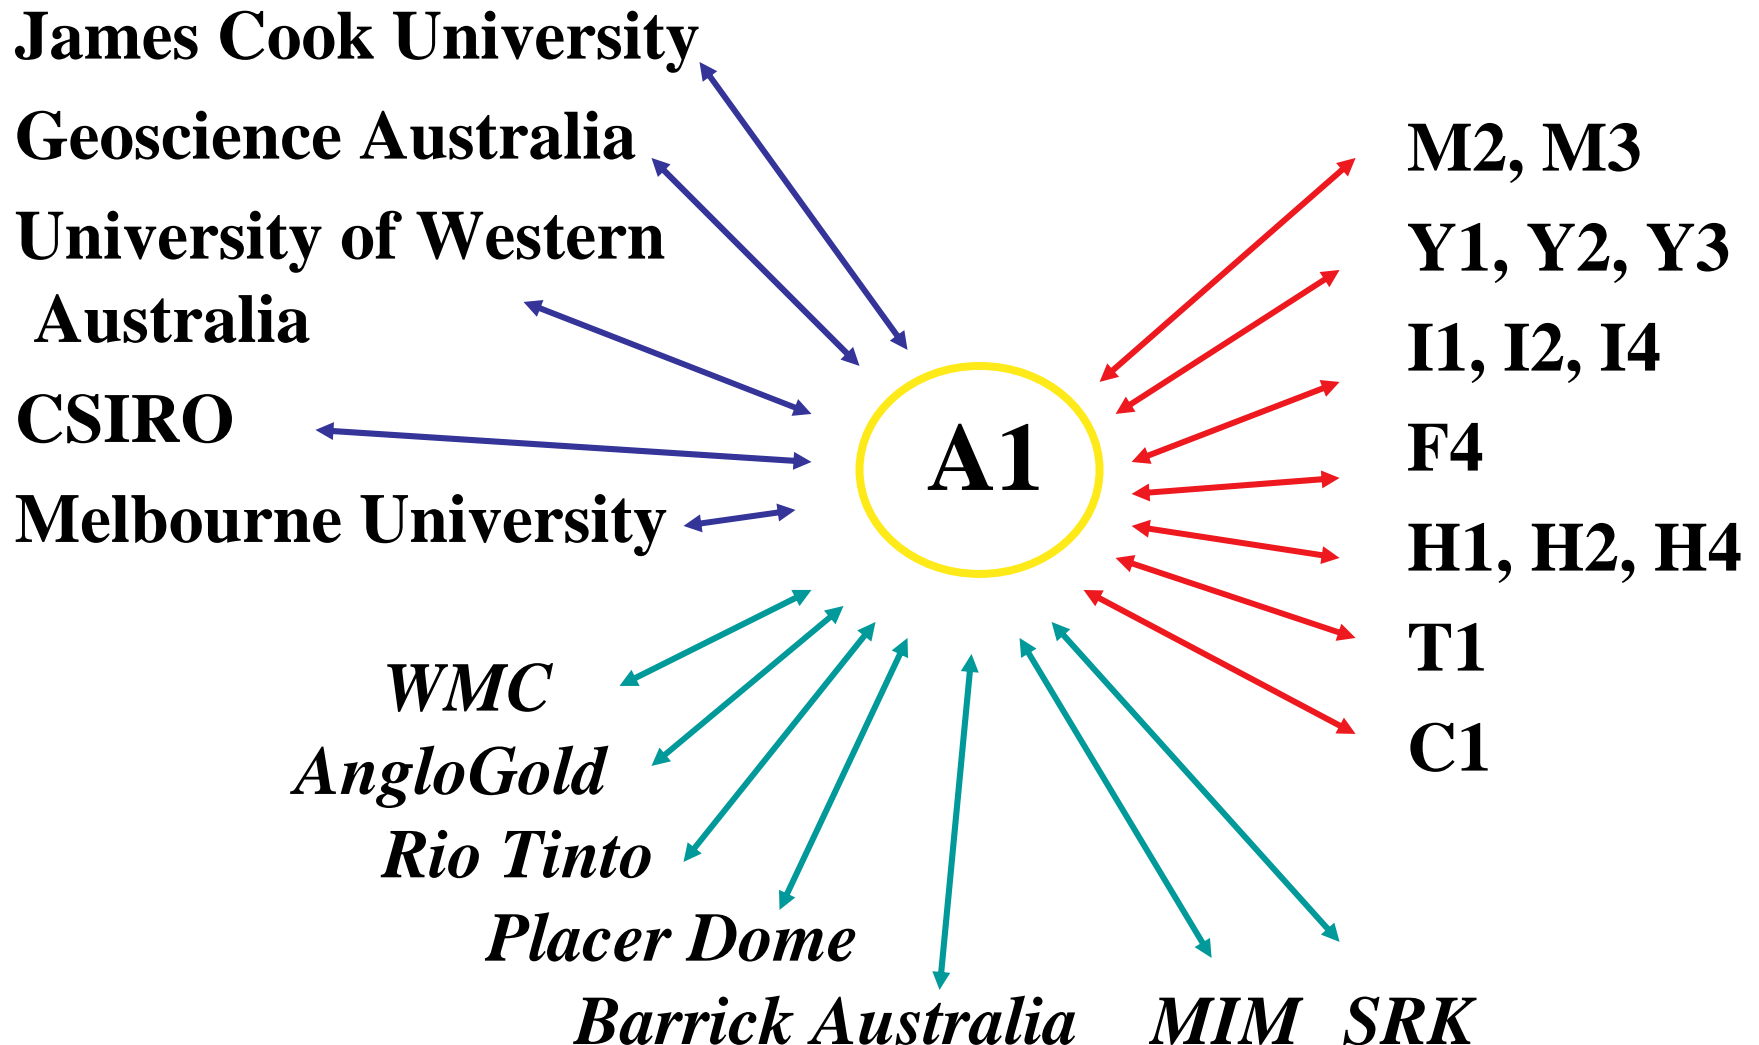 James Cook University
Geoscience Australia
University of Western
Australia
CSIRO
Melbourne University
A1
M2, M3
Y1, Y2, Y3
I1, I2, I4
F4
H1, H2, H4
T1
C1
WMC
AngloGold
Rio Tinto
Placer Dome
Barrick Australia
MIM
SRK